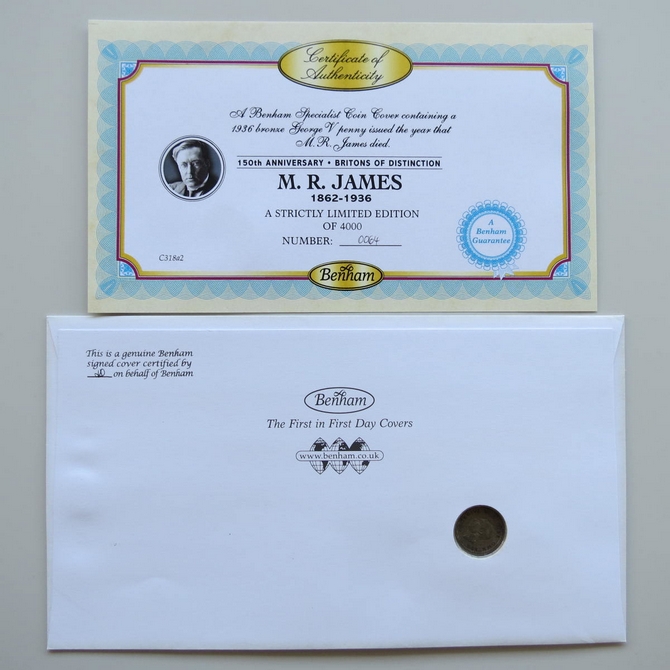 Certificate of
Authenticity
A Benham Specialist Coin Cover containing a
1936 bronze George V penny issued the year that
M. R. James died.
150th ANNIVERSARY • BRITONS OF DISTINCTION
M. R. JAMES
1862-1936
A STRICTLY LIMITED EDITION
OF 4000
NUMBER: 0064
A
Benham
Guarantee
C318a2
Benham
This is a genuine Benham
signed cover certified by
on behalf of Benham
Benham
The First in First Day Covers
www.benham.co.uk